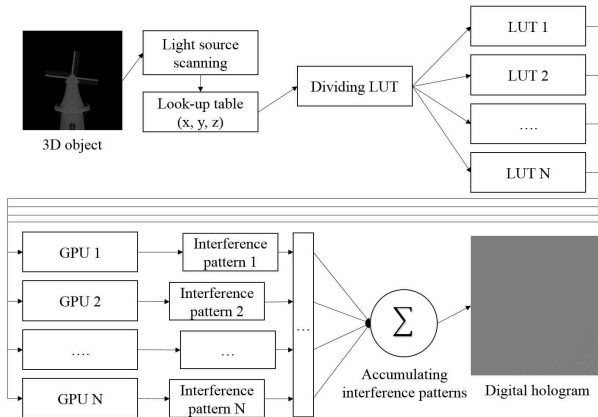 3D object
Light source
scanning
Look-up table
(x, y, z)
Dividing LUT
LUT 1
LUT 2
....
LUT N
GPU 1
Interference
pattern 1
GPU 2
Interference
pattern 2
....
...
GPU N
Interference
pattern N
...
Σ
Accumulating
interference patterns
Digital hologram